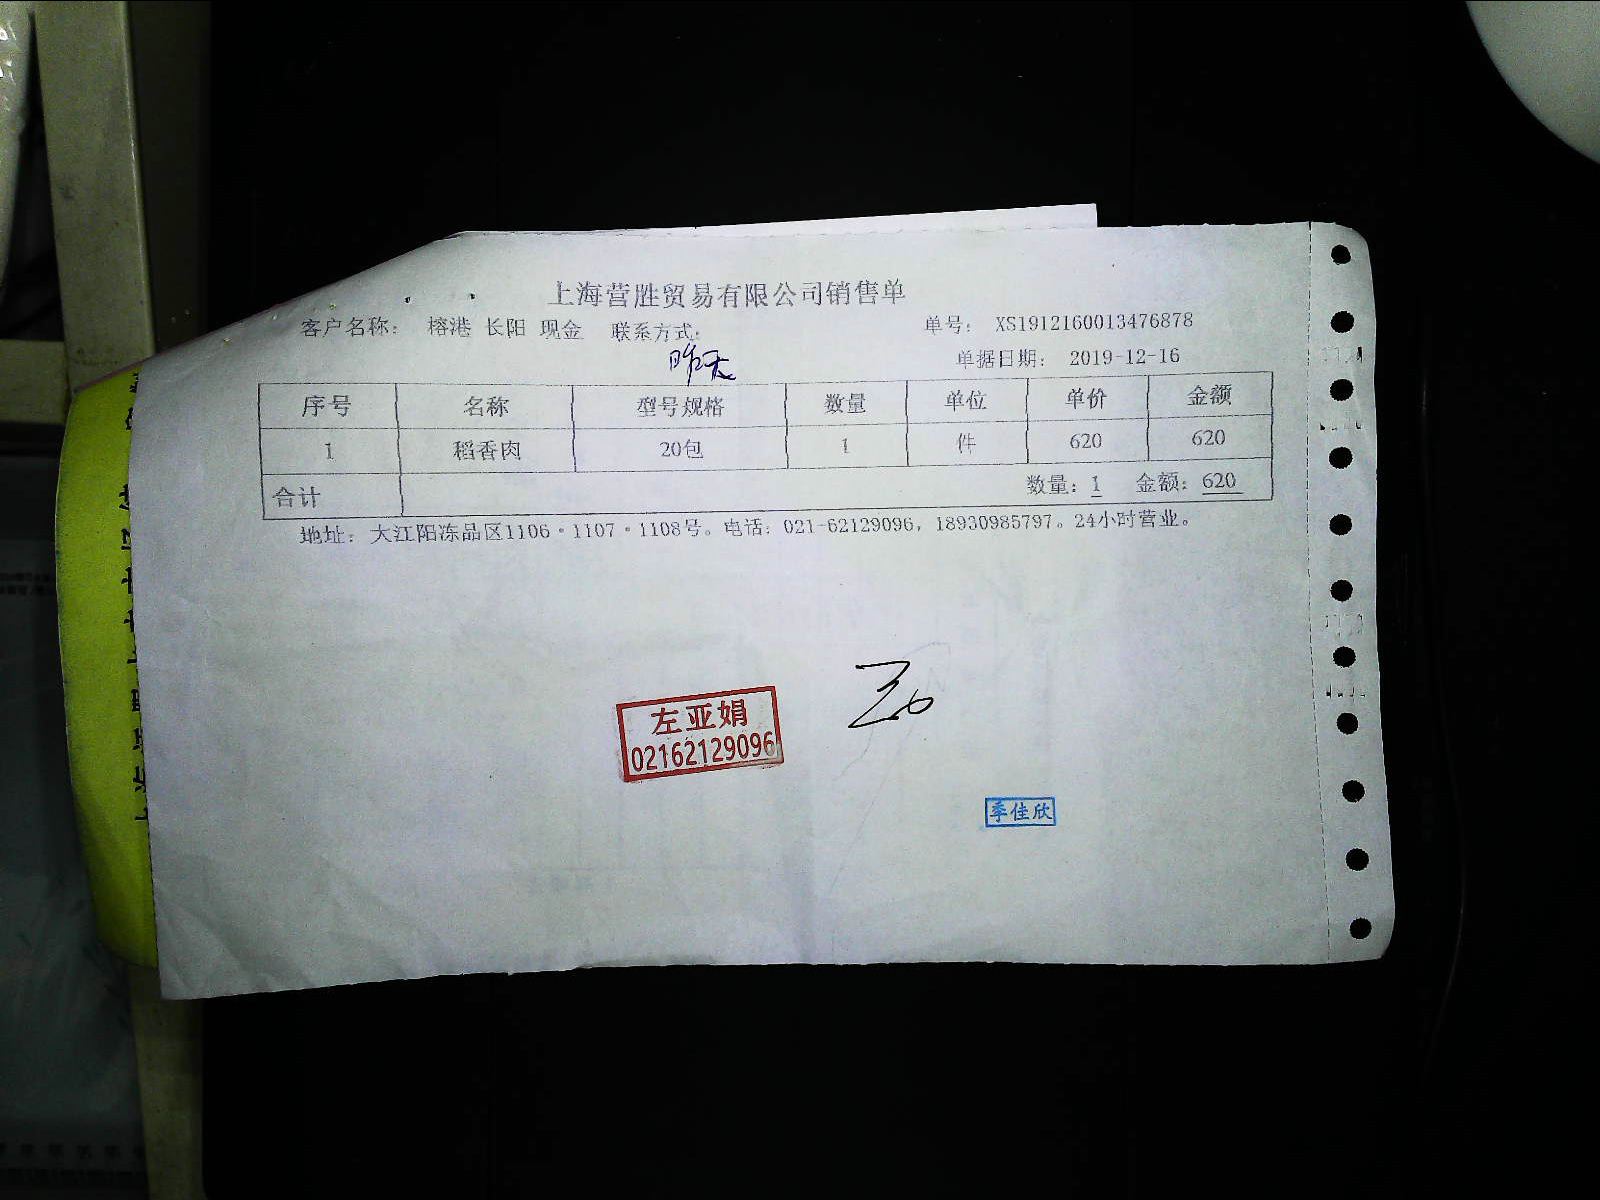 上海营胜贸易有限公司销售单
客户名称: 榕港 长阳 现金 联系方式: 单号: XS1912160013476878
昨天 单据日期: 2019-12-16
序号 名称 型号规格 数量 单位 单价 金额
1 稻香肉 20包 1 件 620 620
合计 数量: 1 金额: 620
地址: 大江阳冻品区1106·1107·1108号。电话: 021-62129096, 18930985797。24小时营业。
左亚娟
02162129096
季佳欣